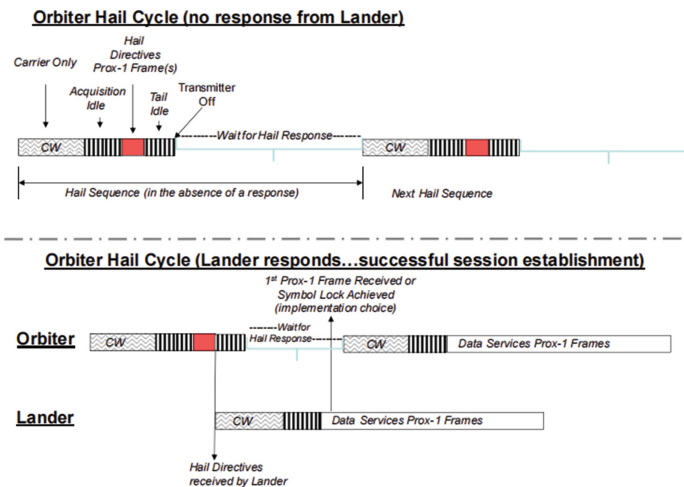 Orbiter Hail Cycle (no response from Lander)
Hail
Directives
Prox-1 Frame(s)
Carrier Only
Acquisition
Idle
Tail
Idle
Transmitter
Off
Wait for Hail Response
CW
CW
Hail Sequence (in the absence of a response)
Next Hail Sequence
Orbiter Hail Cycle (Lander responds...successful session establishment)
1st Prox-1 Frame Received or
Symbol Lock Achieved
(implementation choice)
Orbiter
Wait for
Hail Response
CW
CW
Data Services Prox-1 Frames
Lander
CW
Data Services Prox-1 Frames
Hail Directives
received by Lander